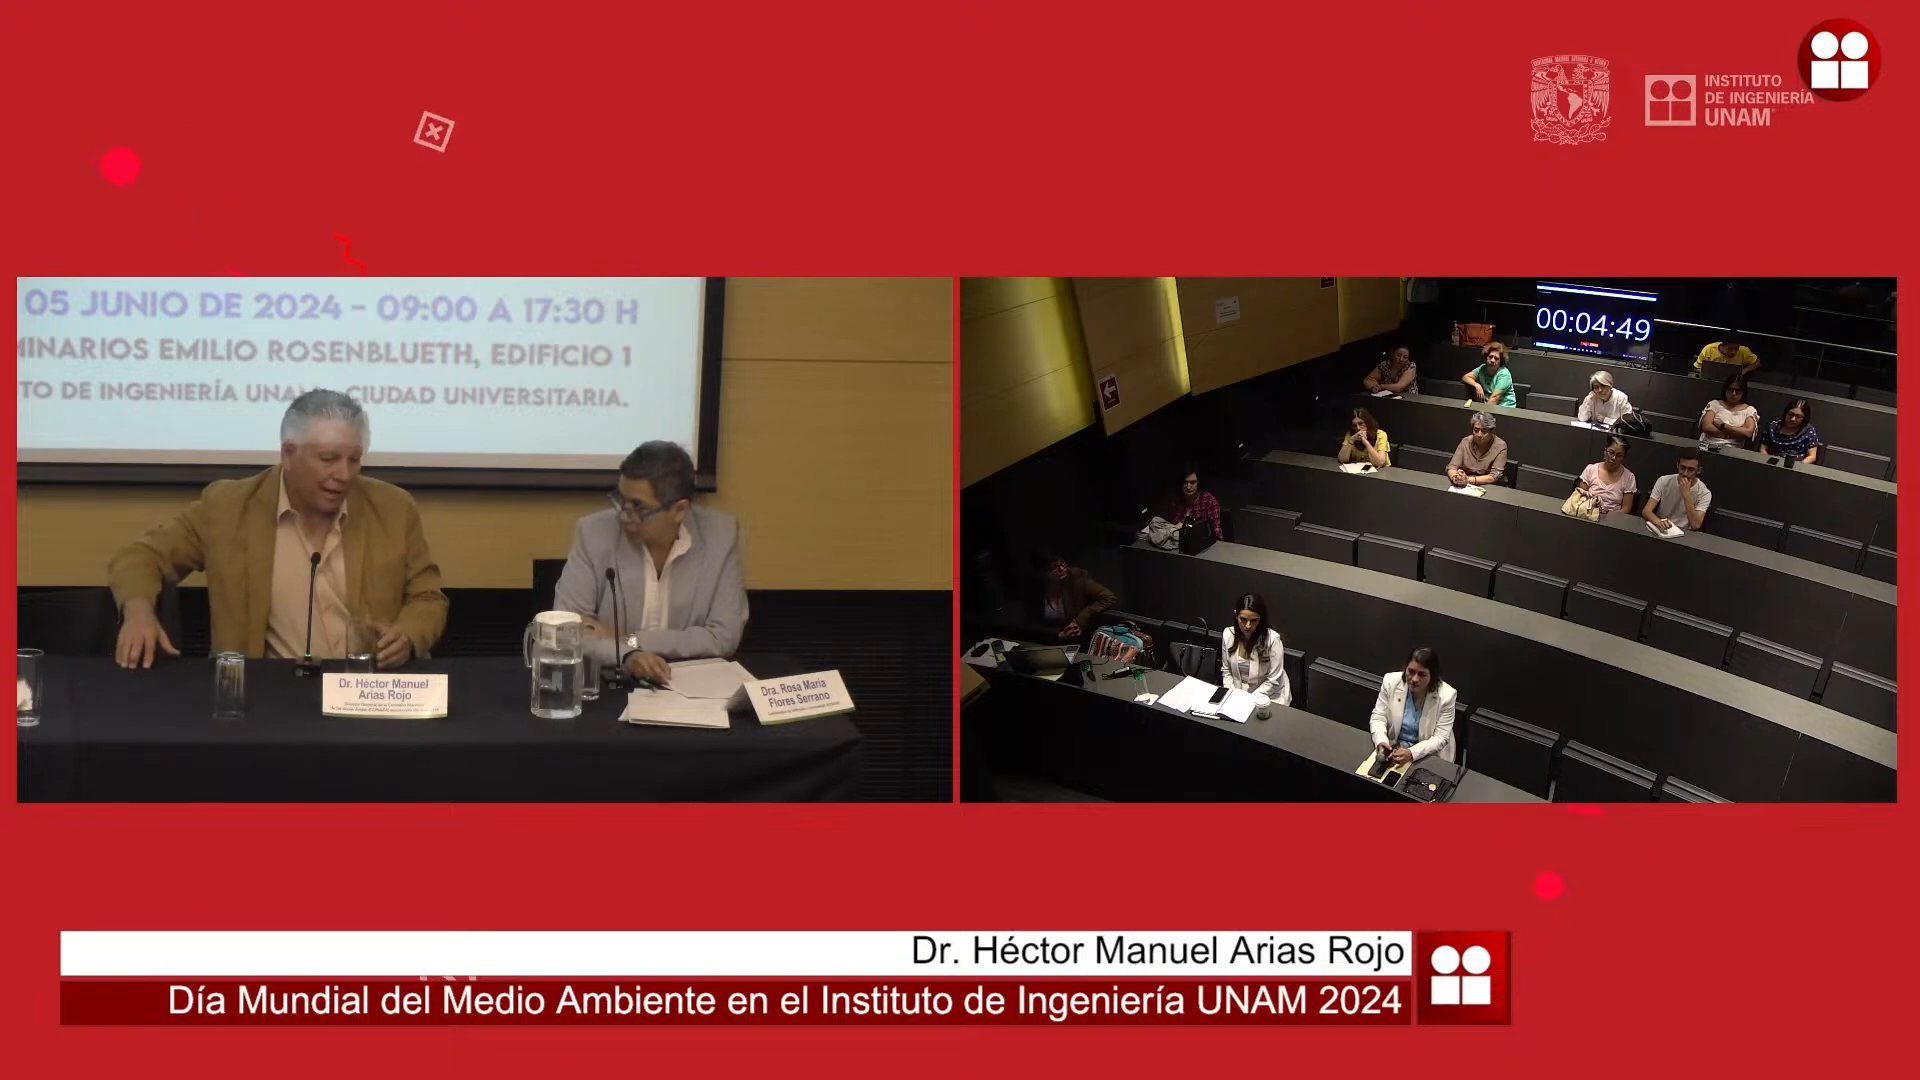 INSTITUTO
DE INGENIERÍA
UNAM
05 JUNIO DE 2024 - 09:00 A 17:30 H
MINARIOS EMILIO ROSENBLUETH, EDIFICIO 1
TO DE INGENIERÍA UNAM, CIUDAD UNIVERSITARIA.
00:04:49
Dr. Héctor Manuel
Arias Rojo
Dra. Rosa María
Flores Serrano
Dr. Héctor Manuel Arias Rojo
Día Mundial del Medio Ambiente en el Instituto de Ingeniería UNAM 2024